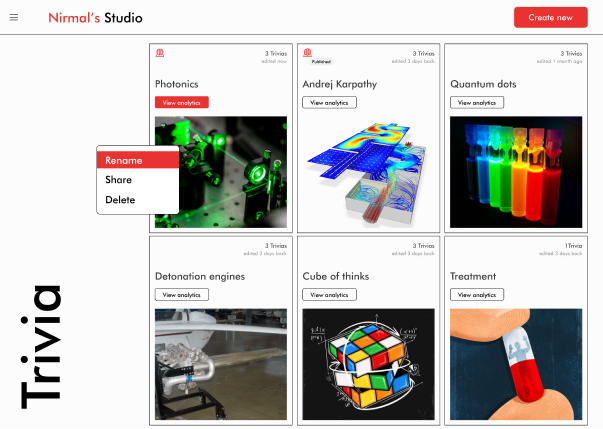 Nirmal's Studio
Create new
3 Trivias
edited now
Photonics
View analytics
3 Trivias
Published
edited 3 days back
Andrej Karpathy
View analytics
3 Trivias
edited 1 month ago
Quantum dots
View analytics
Rename
Share
Delete
3 Trivias
edited 3 days back
Detonation engines
View analytics
3 Trivias
edited 3 days back
Cube of thinks
View analytics
1Trivia
edited 3 days back
Treatment
View analytics
Trivia